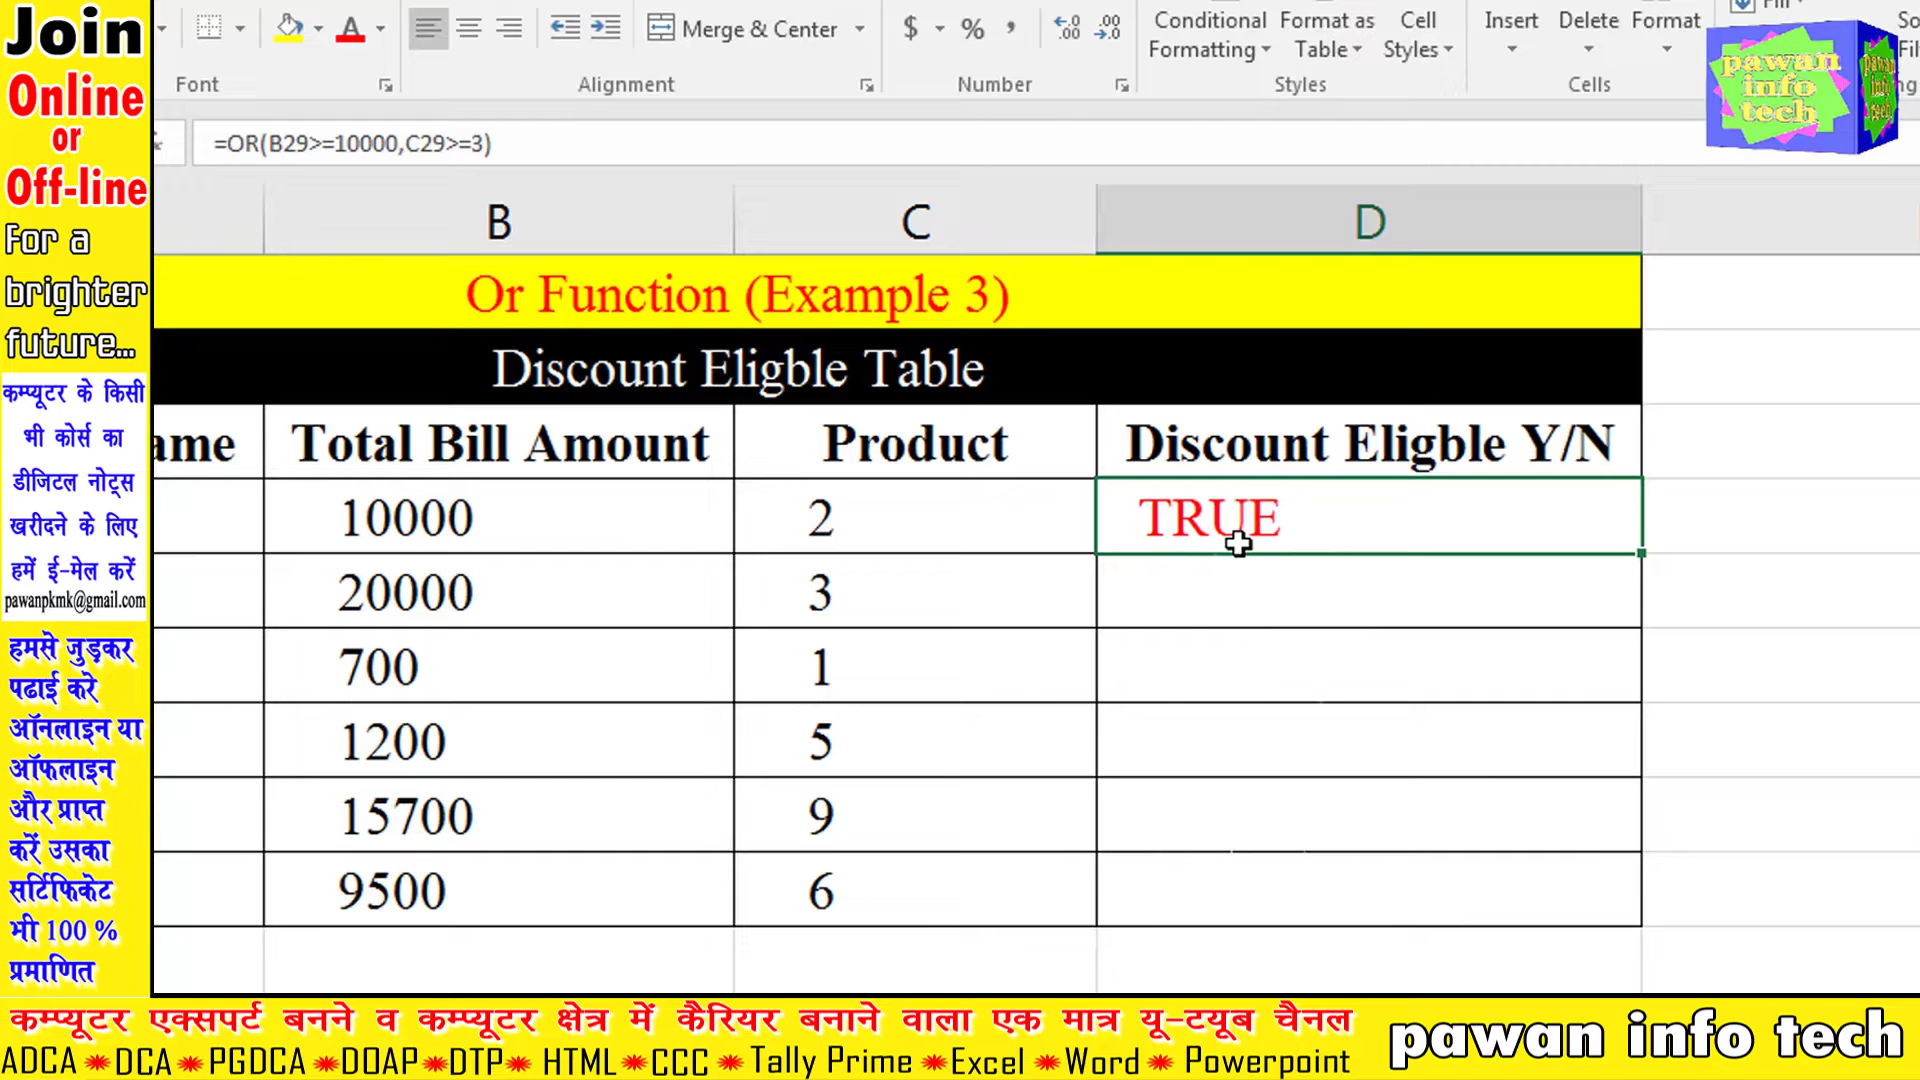 Join
Online
or
Off-line
For a
brighter
future...
कम्प्यूटर के किसी
भी कोर्स का
डीजिटल नोट्स
खरीदने के लिए
हमें ई-मेल करें
pawanpkmk@gmail.com
हमसे जुड़कर
पढाई करे
ऑनलाइन या
ऑफलाइन
और प्राप्त
करें उसका
सर्टिफिकेट
भी 100 %
प्रमाणित
Merge & Center
$ % ,
Conditional Formatting
Format as Table
Cell Styles
Insert Delete Format
Font Alignment Number Styles Cells
pawan info tech
=OR(B29>=10000,C29>=3)
B C D
Or Function (Example 3)
Discount Eligble Table
ame Total Bill Amount Product Discount Eligble Y/N
10000 2 TRUE
20000 3
700 1
1200 5
15700 9
9500 6
कम्प्यूटर एक्सपर्ट बनने व कम्प्यूटर क्षेत्र में कैरियर बनाने वाला एक मात्र यू-टयूब चैनल
pawan info tech
ADCA DCA PGDCA DOAP DTP HTML CCC Tally Prime Excel Word Powerpoint